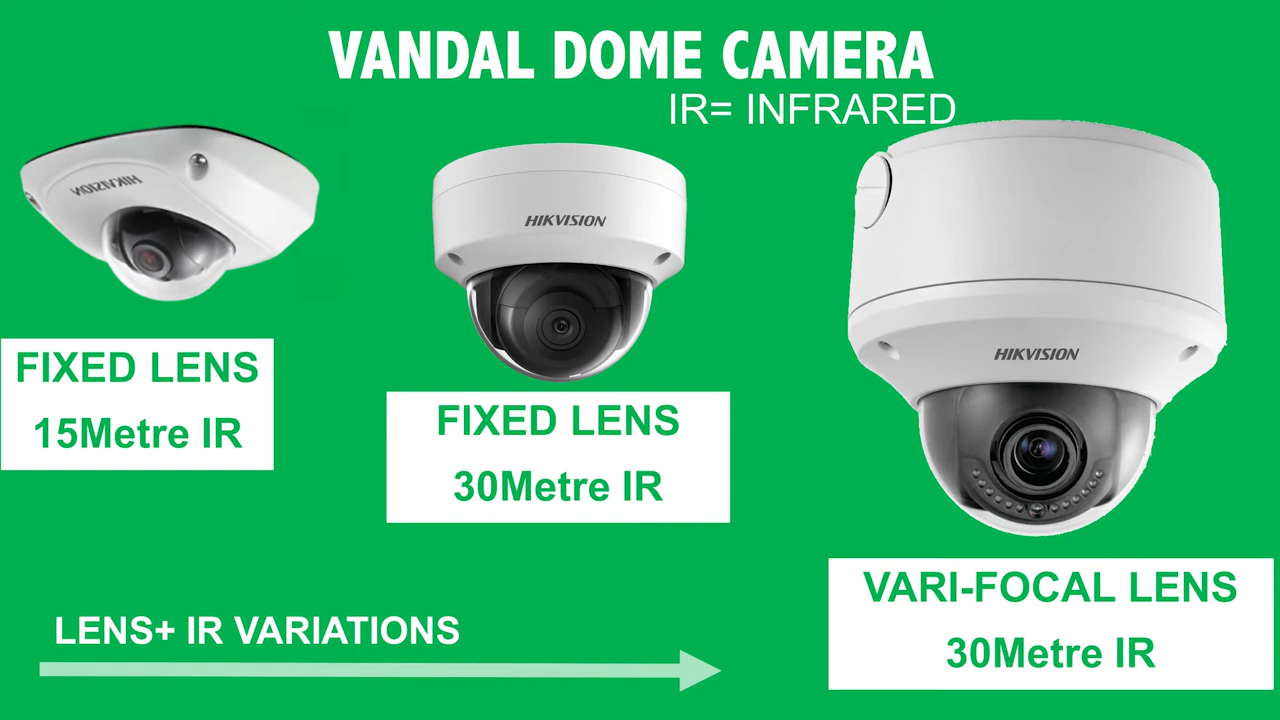 VANDAL DOME CAMERA
IR= INFRARED
HIKVISION
HIKVISION
HIKVISION
FIXED LENS
15Metre IR
FIXED LENS
30Metre IR
VARI-FOCAL LENS
30Metre IR
LENS+ IR VARIATIONS